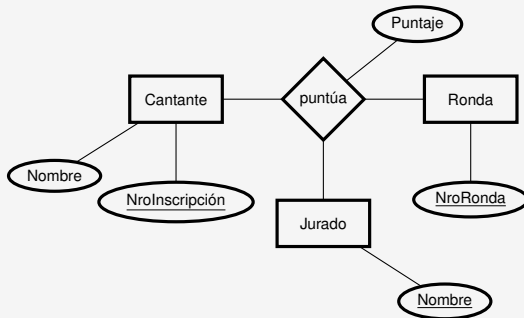 Puntaje
Cantante
puntúa
Ronda
Nombre
NroInscripción
NroRonda
Jurado
Nombre